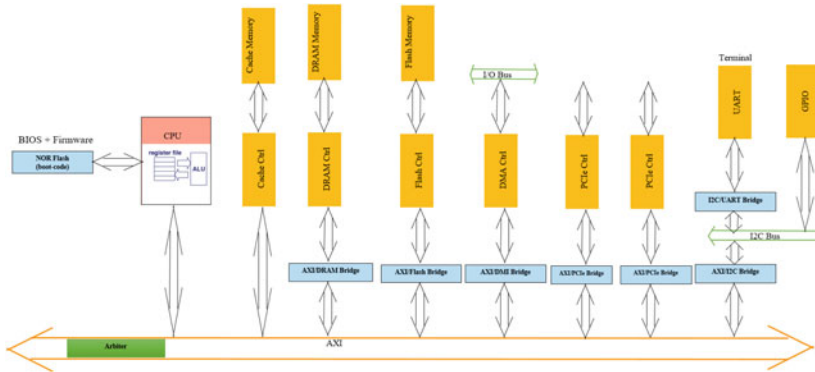 Cache Memory
DRAM Memory
Flash Memory
I/O Bus
Terminal
UART
GPIO
BIOS + Firmware
NOR Flash
(boot-code)
CPU
register file
ALU
Cache Ctrl
DRAM Ctrl
Flash Ctrl
DMA Ctrl
PCIe Ctrl
PCIe Ctrl
I2C/UART Bridge
I2C Bus
AXI/DRAM Bridge
AXI/Flash Bridge
AXI/DMI Bridge
AXI/PCIe Bridge
AXI/PCIe Bridge
AXI/I2C Bridge
Arbiter
AXI